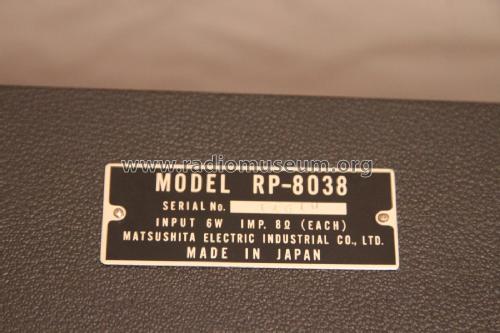 www.radiomuseum.org
MODEL RP-8038
SERIAL No.
INPUT 6W IMP. 8Ω (EACH)
MATSUSHITA ELECTRIC INDUSTRIAL CO., LTD.
MADE IN JAPAN